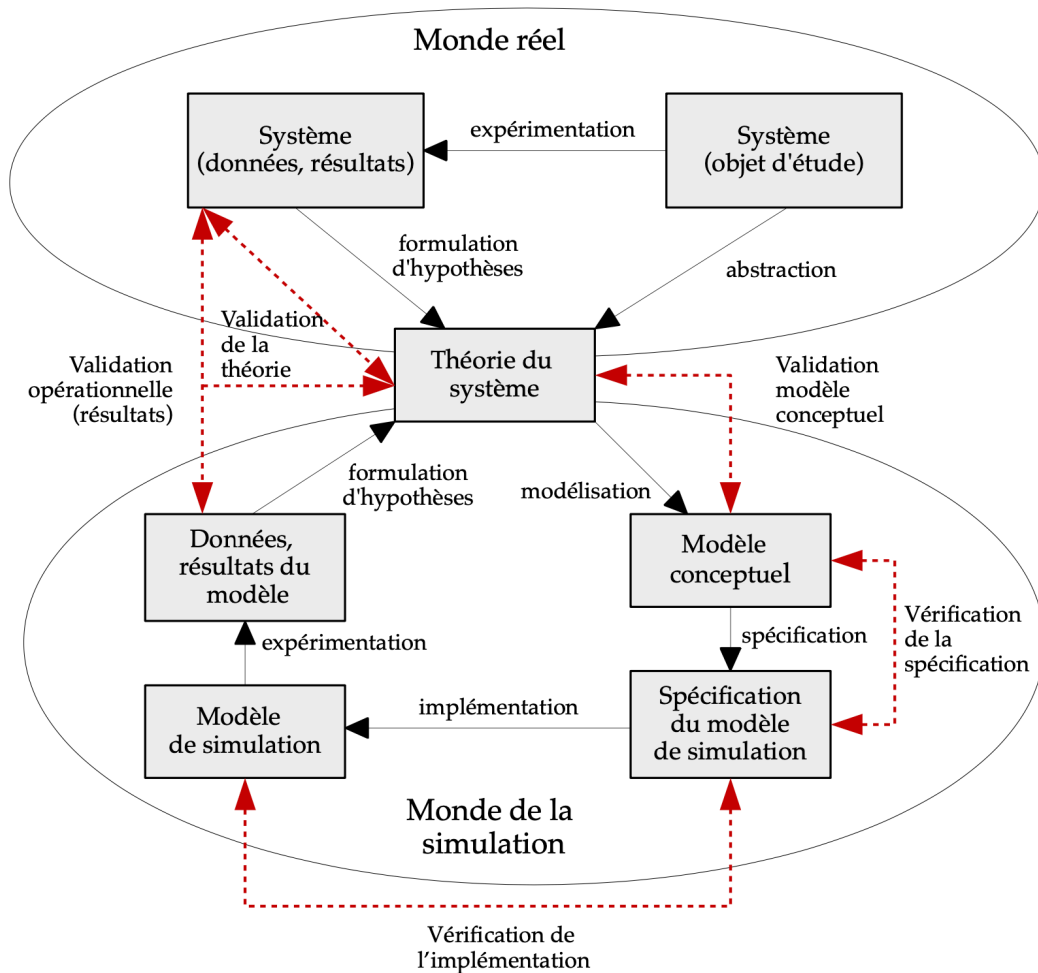 Monde réel
Système
(données, résultats)
expérimentation
Système
(objet d'étude)
formulation
d'hypothèses
abstraction
Validation
de la
théorie
Théorie du
système
Validation
opérationnelle
(résultats)
Validation
modèle
conceptuel
formulation
d'hypothèses
modélisation
Données,
résultats du
modèle
Modèle
conceptuel
expérimentation
spécification
Vérification
de la
spécification
Modèle
de simulation
implémentation
Spécification
du modèle
de simulation
Monde de la
simulation
Vérification de
l’implémentation